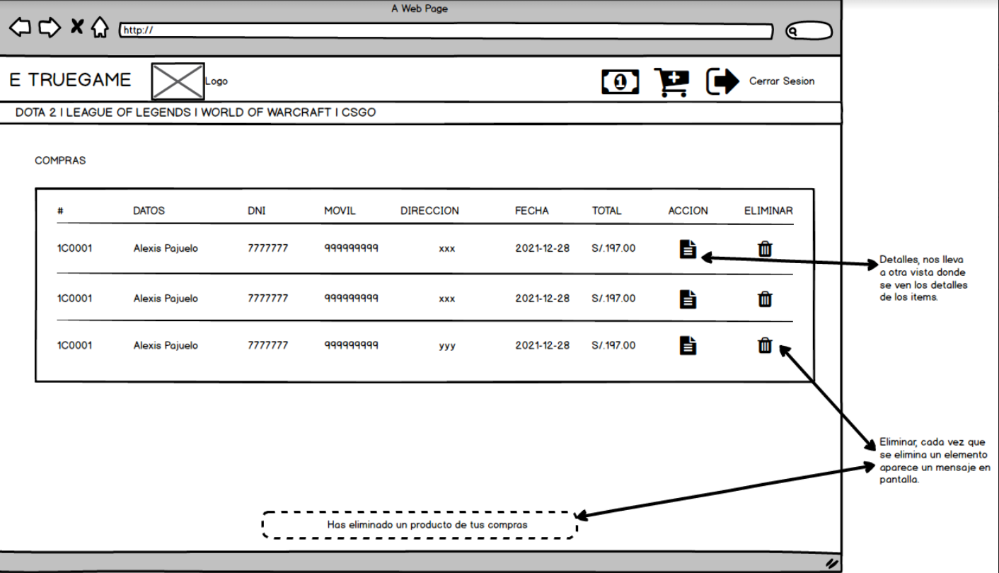 A Web Page
http://
E TRUEGAME
Logo
Cerrar Sesion
DOTA 2 | LEAGUE OF LEGENDS | WORLD OF WARCRAFT | CSGO
COMPRAS
# DATOS DNI MOVIL DIRECCION FECHA TOTAL ACCION ELIMINAR
1C0001 Alexis Pajuelo 7777777 999999999 xxx 2021-12-28 S/.197.00
1C0001 Alexis Pajuelo 7777777 999999999 xxx 2021-12-28 S/.197.00
1C0001 Alexis Pajuelo 7777777 999999999 yyy 2021-12-28 S/.197.00
Detalles, nos lleva
a otra vista donde
se ven los detalles
de los items.
Eliminar, cada vez que
se elimina un elemento
aparece un mensaje en
pantalla.
Has eliminado un producto de tus compras